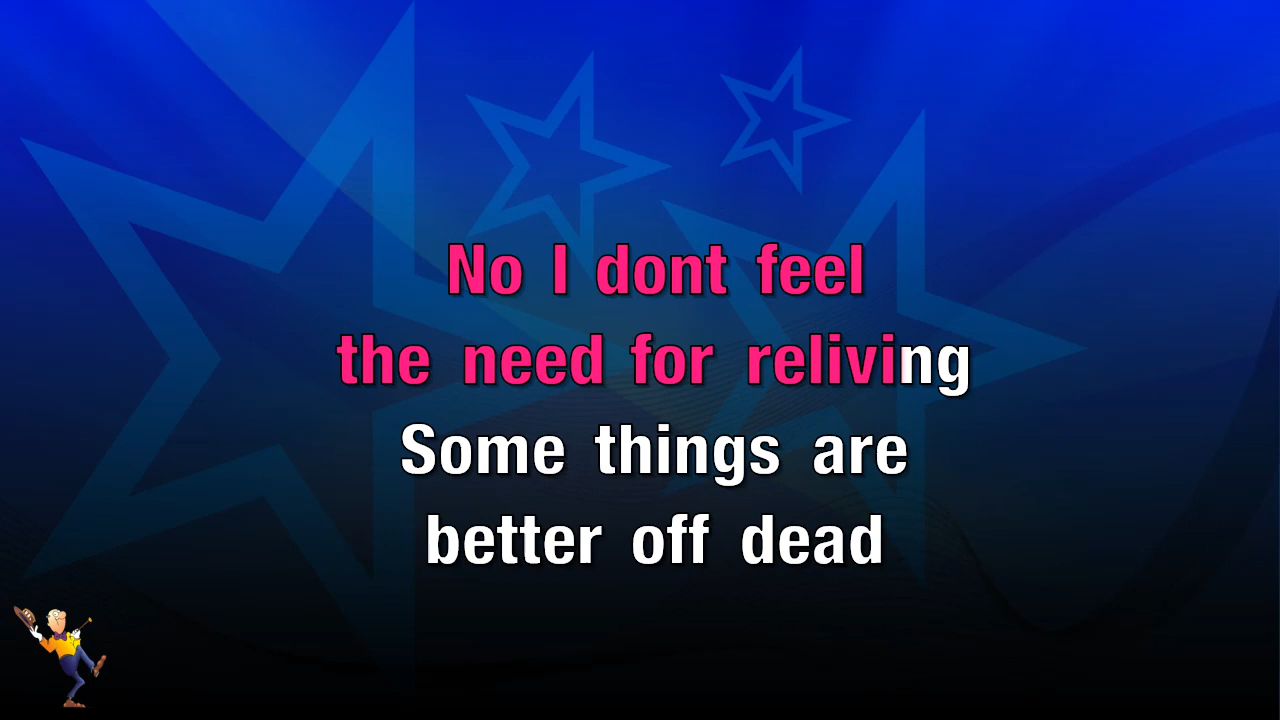 No I dont feel
the need for reliving
Some things are
better off dead